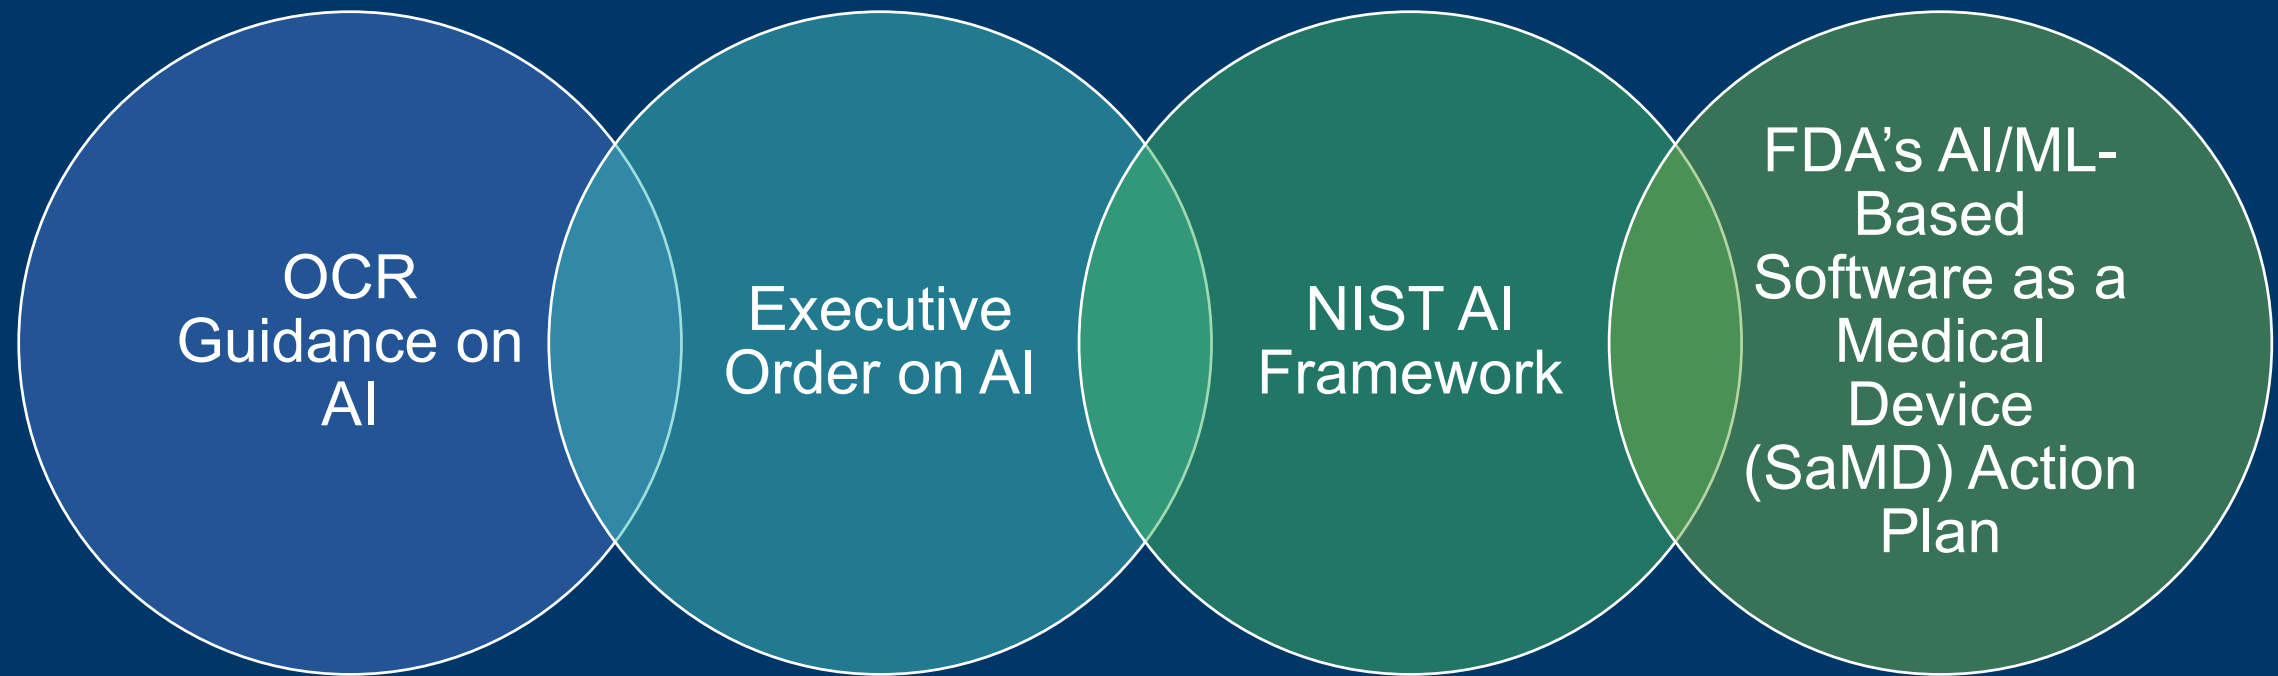 OCR
Guidance on
AI
Executive
Order on AI
NIST AI
Framework
FDA’s AI/ML-
Based
Software as a
Medical
Device
(SaMD) Action
Plan